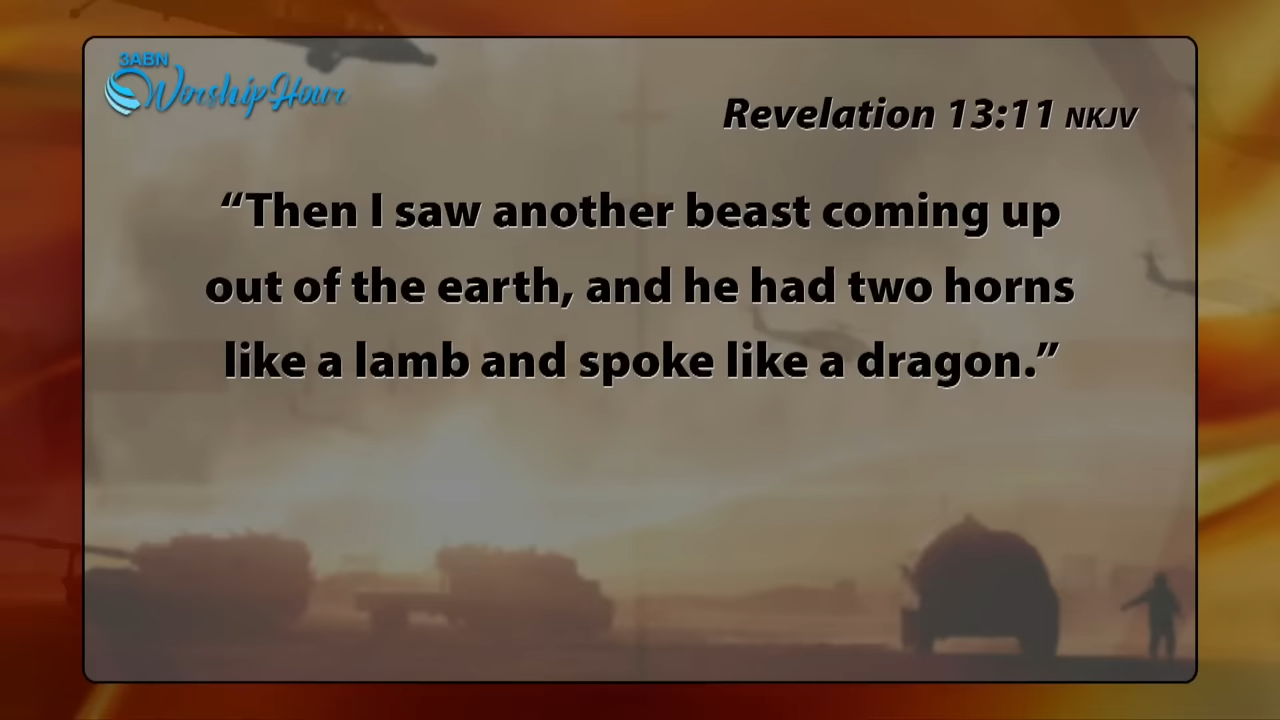 3ABN
Worship Hour
Revelation 13:11 NKJV
“Then I saw another beast coming up
out of the earth, and he had two horns
like a lamb and spoke like a dragon.”